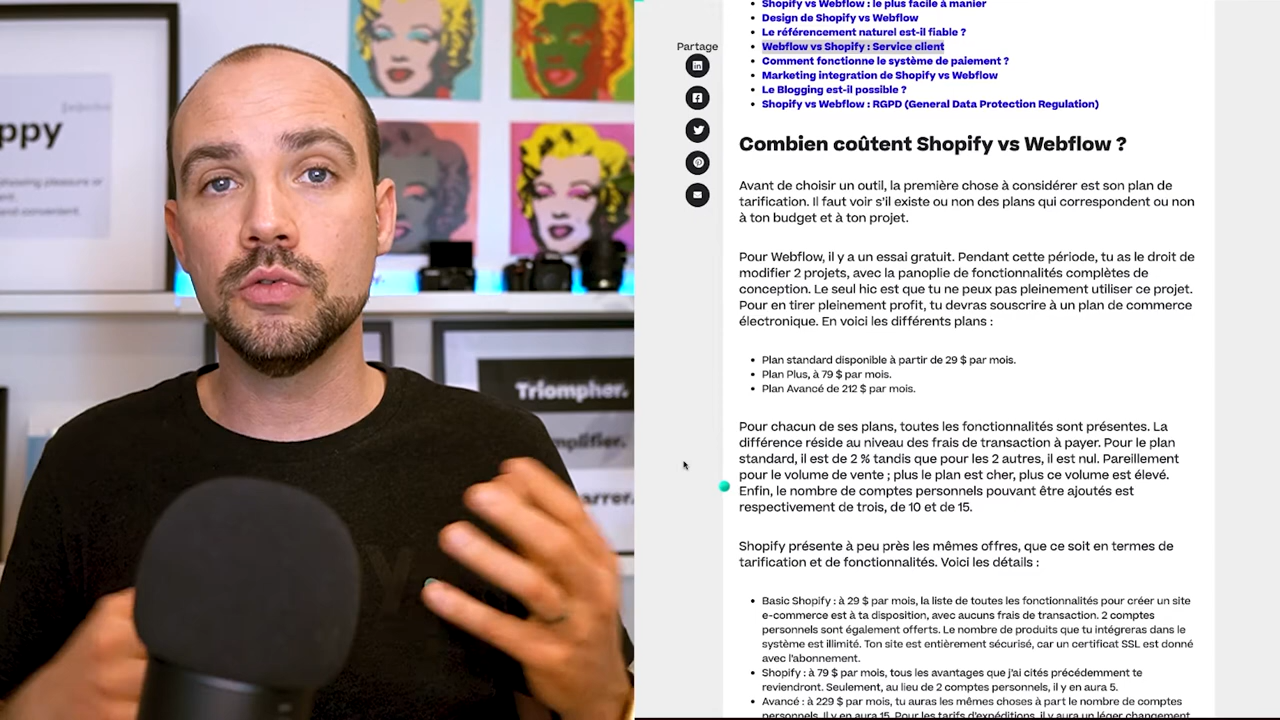 ppy
Triompher.
mplifier.
arrer.
Partage
Shopify vs Webflow : le plus facile à manier
Design de Shopify vs Webflow
Le référencement naturel est-il fiable ?
Webflow vs Shopify : Service client
Comment fonctionne le système de paiement ?
Marketing integration de Shopify vs Webflow
Le Blogging est-il possible ?
Shopify vs Webflow : RGPD (General Data Protection Regulation)
Combien coûtent Shopify vs Webflow ?
Avant de choisir un outil, la première chose à considérer est son plan de
tarification. Il faut voir s'il existe ou non des plans qui correspondent ou non
à ton budget et à ton projet.
Pour Webflow, il y a un essai gratuit. Pendant cette période, tu as le droit de
modifier 2 projets, avec la panoplie de fonctionnalités complètes de
conception. Le seul hic est que tu ne peux pas pleinement utiliser ce projet.
Pour en tirer pleinement profit, tu devras souscrire à un plan de commerce
électronique. En voici les différents plans :
Plan standard disponible à partir de 29 $ par mois.
Plan Plus, à 79 $ par mois.
Plan Avancé de 212 $ par mois.
Pour chacun de ses plans, toutes les fonctionnalités sont présentes. La
différence réside au niveau des frais de transaction à payer. Pour le plan
standard, il est de 2 % tandis que pour les 2 autres, il est nul. Pareillement
pour le volume de vente ; plus le plan est cher, plus ce volume est élevé.
Enfin, le nombre de comptes personnels pouvant être ajoutés est
respectivement de trois, de 10 et de 15.
Shopify présente à peu près les mêmes offres, que ce soit en termes de
tarification et de fonctionnalités. Voici les détails :
Basic Shopify : à 29 $ par mois, la liste de toutes les fonctionnalités pour créer un site
e-commerce est à ta disposition, avec aucuns frais de transaction. 2 comptes
personnels sont également offerts. Le nombre de produits que tu intégreras dans le
système est illimité. Ton site est entièrement sécurisé, car un certificat SSL est donné
avec l'abonnement.
Shopify : à 79 $ par mois, tous les avantages que j'ai cités précédemment te
reviendront. Seulement, au lieu de 2 comptes personnels, il y en aura 5.
Avancé : à 229 $ par mois, tu auras les mêmes choses à part le nombre de comptes
personnels. Il y en aura 15. Pour les tarifs d'expéditions, il y aura un léger changement